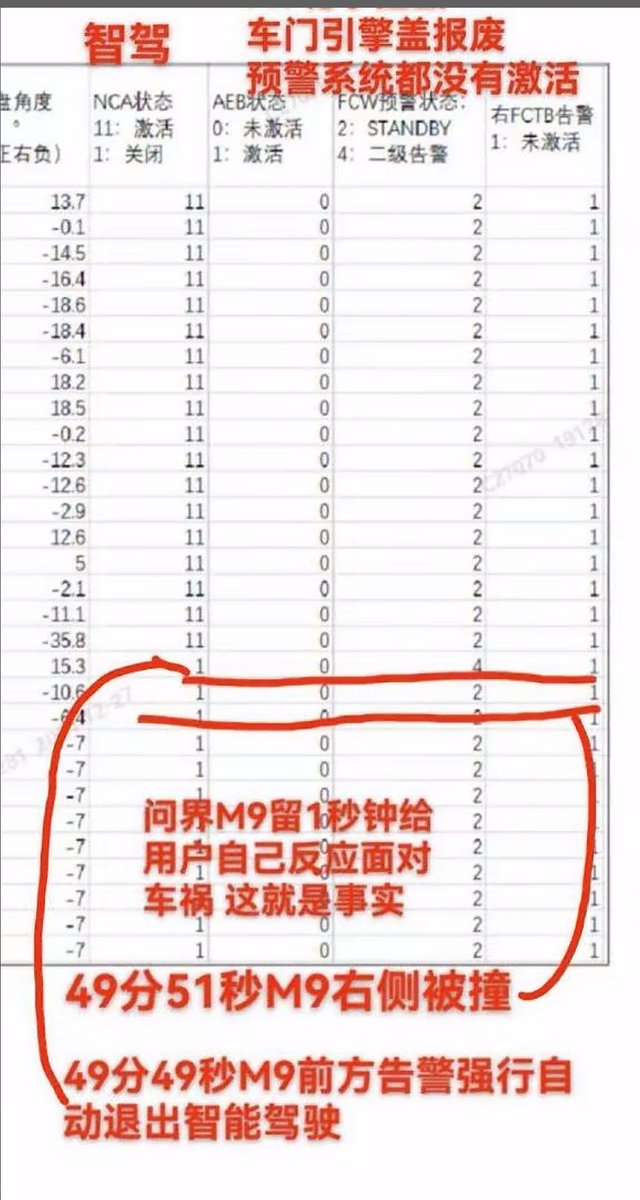 智驾
车门引擎盖报废
预警系统都没有激活
盘角度 NCA状态 AEB状态 FCW预警状态: 右FCTB告警
° 11: 激活 0: 未激活 2: STANDBY 1: 未激活
正右负) 1: 关闭 1: 激活 4: 二级告警
13.7 11 0 2 1
-0.1 11 0 2 1
-14.5 11 0 2 1
-16.4 11 0 2 1
-18.6 11 0 2 1
-18.4 11 0 2 1
-6.1 11 0 2 1
18.2 11 0 2 1
18.5 11 0 2 1
-0.2 11 0 2 1
-12.3 11 0 2 1
-12.6 11 0 2 1
-2.9 11 0 2 1
12.6 11 0 2 1
5 11 0 2 1
-2.1 11 0 2 1
-11.1 11 0 2 1
-35.8 11 0 2 1
15.3 1 0 4 1
-10.6 1 0 2 1
1 0 2 1
-7 1 0 2 1
-7 1 0 2 1
-7 1 0 2 1
-7 2 1
-7 2 1
-7 2 1
-7 2 1
-7 1 0 2 1
-7 1 0 2 1
问界M9留1秒钟给
用户自己反应面对
车祸 这就是事实
49分51秒M9右侧被撞
49分49秒M9前方告警强行自
动退出智能驾驶